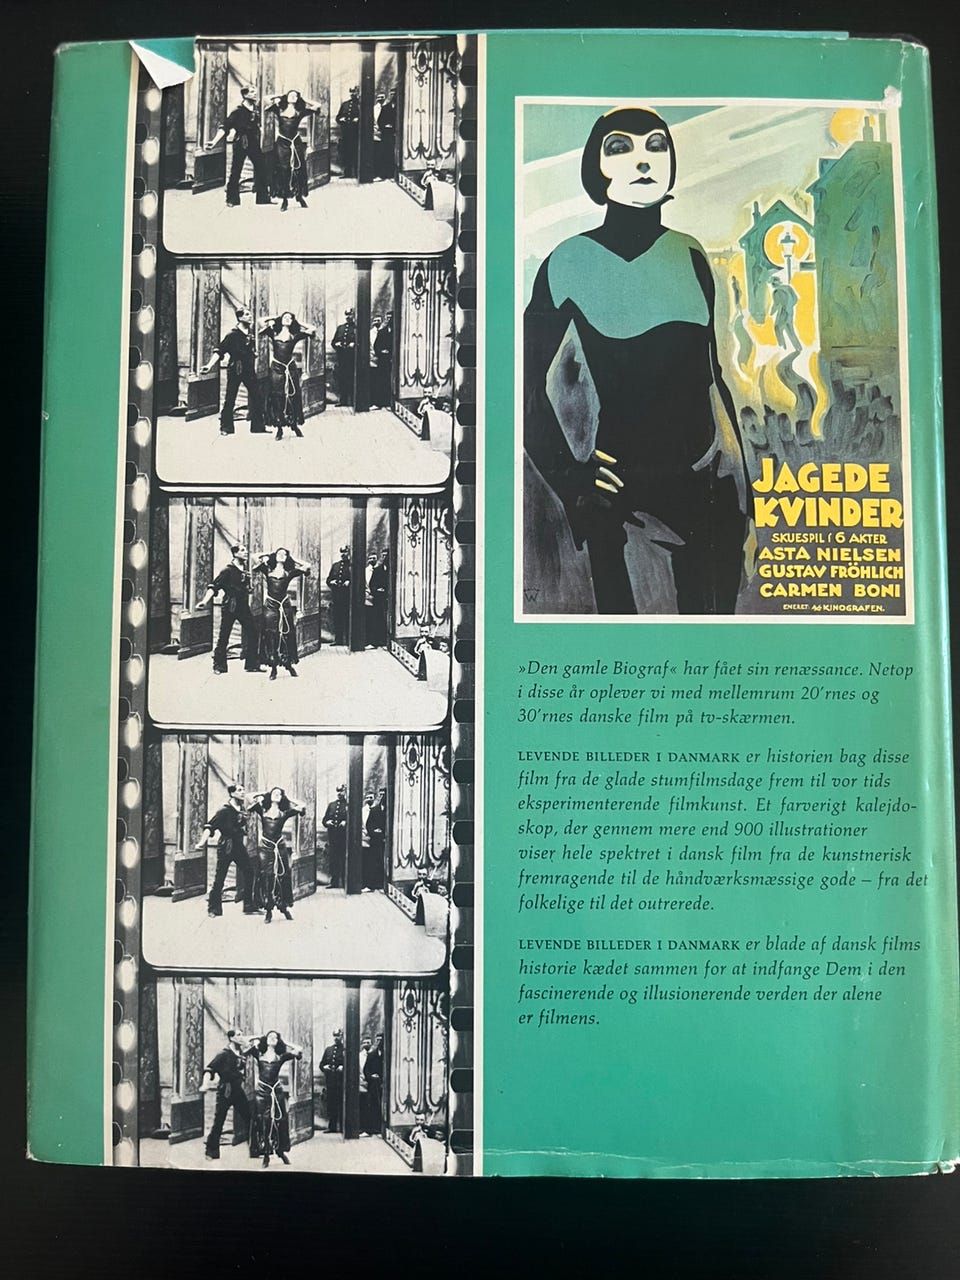 JAGEDE
KVINDER
SKUESPIL I 6 AKTER
ASTA NIELSEN
GUSTAV FRÖHLICH
CARMEN BONI
ENERET: A/S KINOGRAFEN.
»Den gamle Biograf« har fået sin renæssance. Netop
i disse år oplever vi med mellemrum 20'rnes og
30'rnes danske film på tv-skærmen.
LEVENDE BILLEDER I DANMARK er historien bag disse
film fra de glade stumfilmsdage frem til vor tids
eksperimenterende filmkunst. Et farverigt kalejdo-
skop, der gennem mere end 900 illustrationer
viser hele spektret i dansk film fra de kunstnerisk
fremragende til de håndværksmæssige gode – fra det
folkelige til det outrerede.
LEVENDE BILLEDER I DANMARK er blade af dansk films
historie kædet sammen for at indfange Dem i den
fascinerende og illusionerende verden der alene
er filmens.